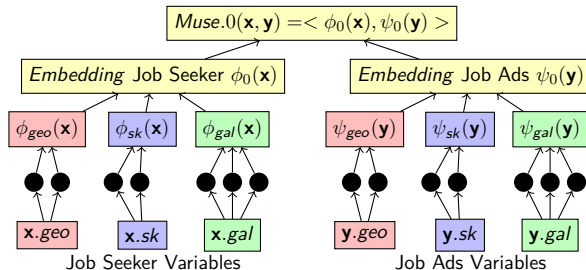 Muse.0(x, y) =< ϕ₀(x), ψ₀(y) >
Embedding Job Seeker ϕ₀(x)
Embedding Job Ads ψ₀(y)
ϕgeo(x)
ϕsk(x)
ϕgal(x)
ψgeo(y)
ψsk(y)
ψgal(y)
x.geo
x.sk
x.gal
y.geo
y.sk
y.gal
Job Seeker Variables
Job Ads Variables